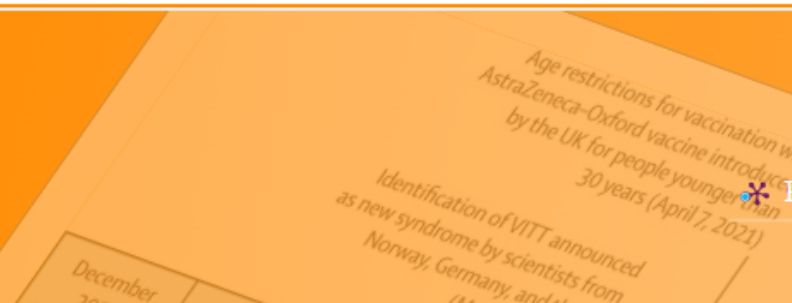 Age restrictions for vaccination w
AstraZeneca–Oxford vaccine introduce
by the UK for people younger than
30 years (April 7, 2021)
Identification of VITT announced
as new syndrome by scientists from
Norway, Germany, and th
December